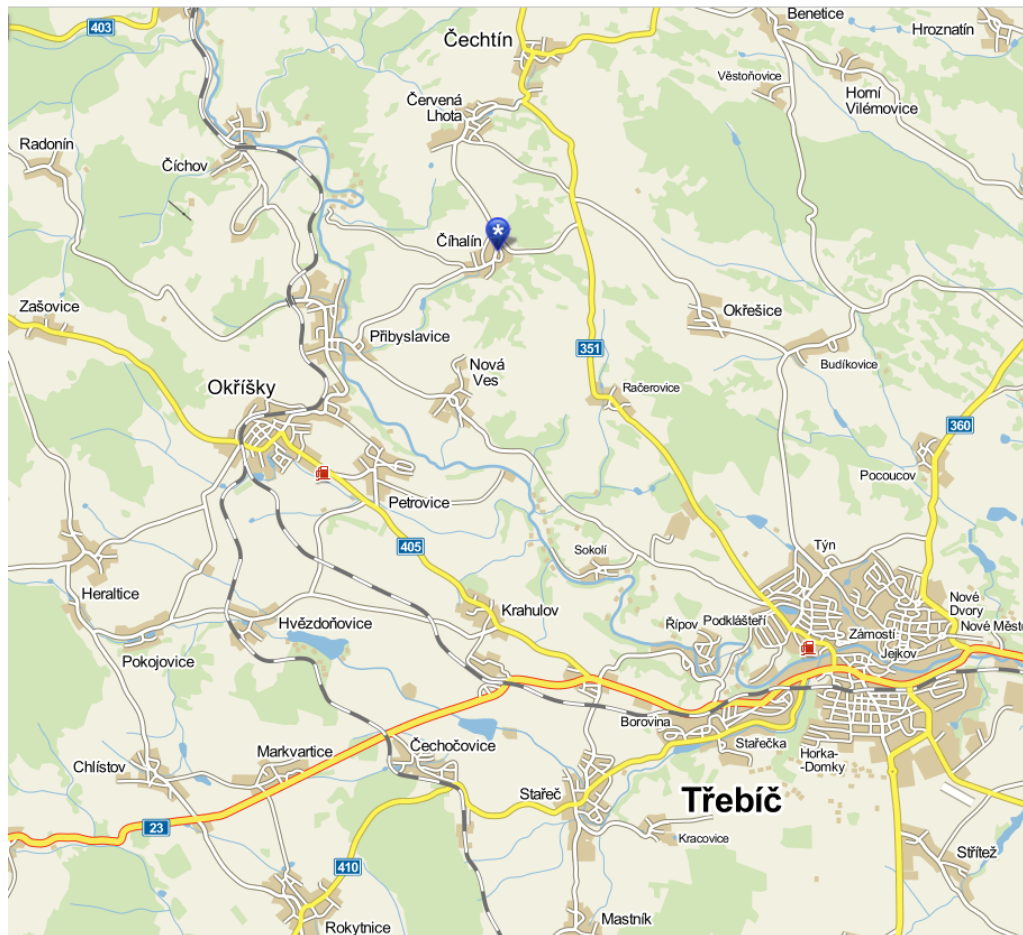 403
Benetice
Hroznatín
Čechtín
Věstoňovice
Horní
Vilémovice
Červená
Lhota
Radonín
Číchov
*
Číhalín
Zašovice
Okřešice
Přibyslavice
351
Budíkovice
Nová
Ves
Okříšky
Račerovice
360
Pocoucov
Petrovice
405
Týn
Sokolí
Heraltice
Nové
Dvory
Krahulov
Podklášteří
Hvězdoňovice
Řípov
Zámostí
Nové Město
Jejkov
Pokojovice
Borovina
Stařečka
Markvartice
Čechočovice
Horka-
-Domky
Chlístov
Stařeč
Třebíč
23
Kracovice
410
Střítež
Mastník
Rokytnice